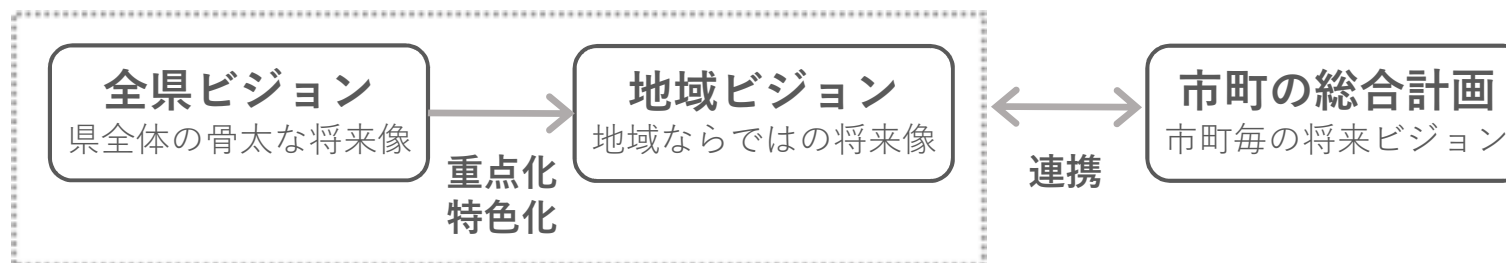 全県ビジョン
県全体の骨太な将来像
重点化
特色化
地域ビジョン
地域ならではの将来像
連携
市町の総合計画
市町毎の将来ビジョン